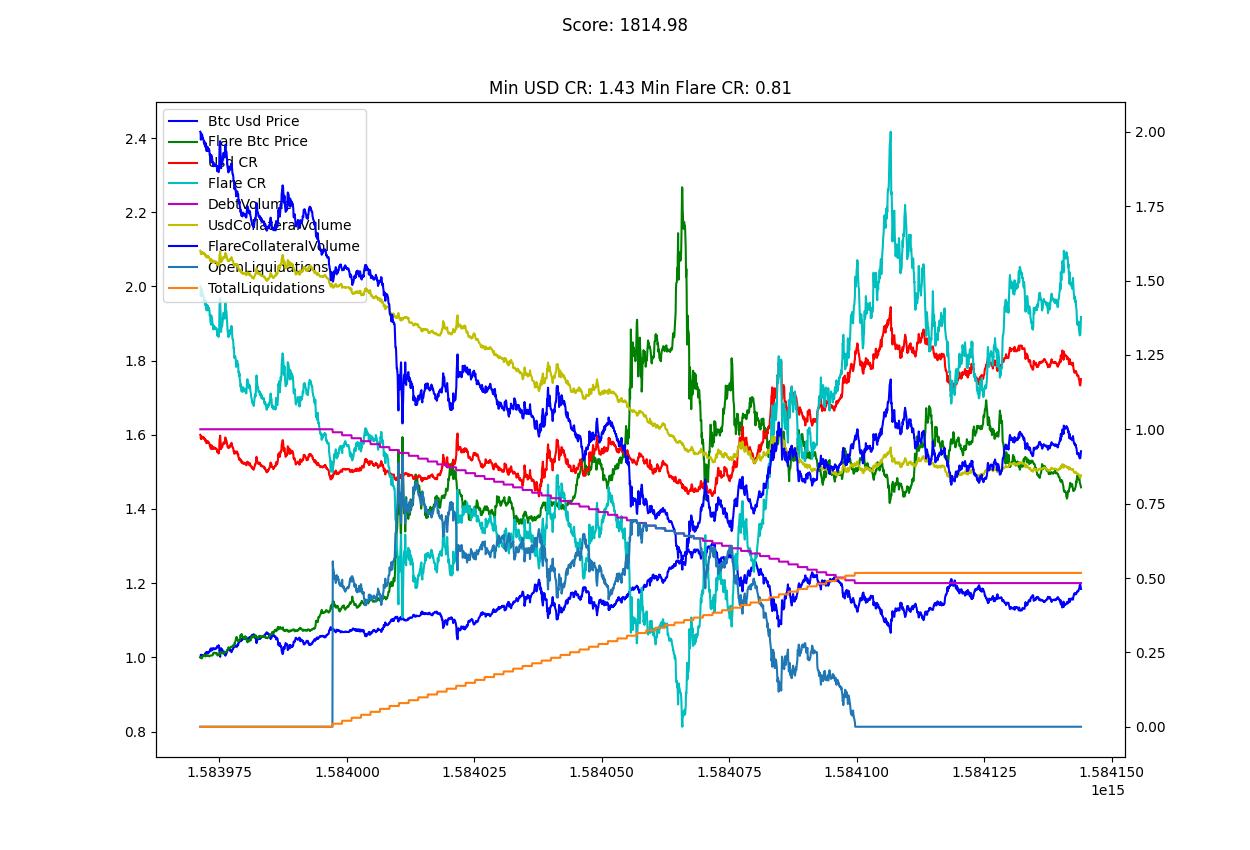 Score: 1814.98
Min USD CR: 1.43 Min Flare CR: 0.81
Btc Usd Price
Flare Btc Price
Usd CR
Flare CR
DebtVolume
UsdCollateralVolume
FlareCollateralVolume
OpenLiquidations
TotalLiquidations
2.4
2.2
2.0
1.8
1.6
1.4
1.2
1.0
0.8
2.00
1.75
1.50
1.25
1.00
0.75
0.50
0.25
0.00
1.583975
1.584000
1.584025
1.584050
1.584075
1.584100
1.584125
1.584150
1e15